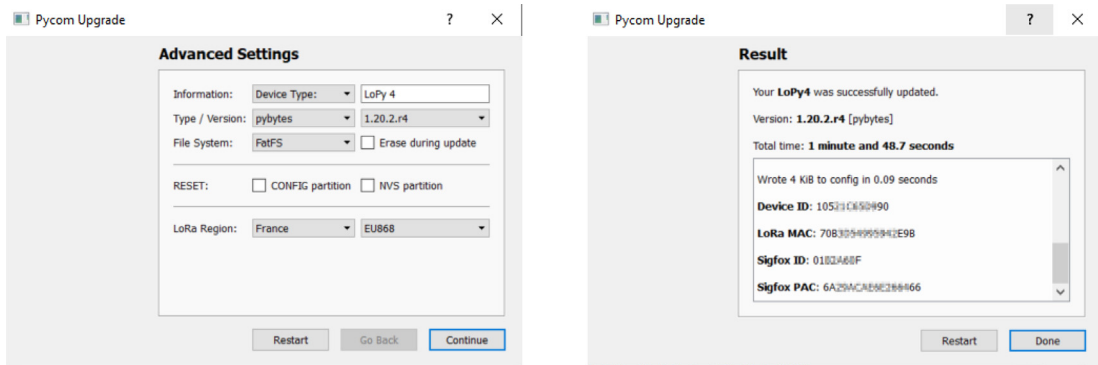 Pycom Upgrade
Advanced Settings
Information: Device Type: LoPy 4
Type / Version: pybytes 1.20.2.r4
File System: FatFS Erase during update
RESET: CONFIG partition NVS partition
LoRa Region: France EU868
Restart Go Back Continue
Pycom Upgrade
Result
Your LoPy4 was successfully updated.
Version: 1.20.2.r4 [pybytes]
Total time: 1 minute and 48.7 seconds
Wrote 4 KiB to config in 0.09 seconds
Device ID:
LoRa MAC:
Sigfox ID:
Sigfox PAC:
Restart Done